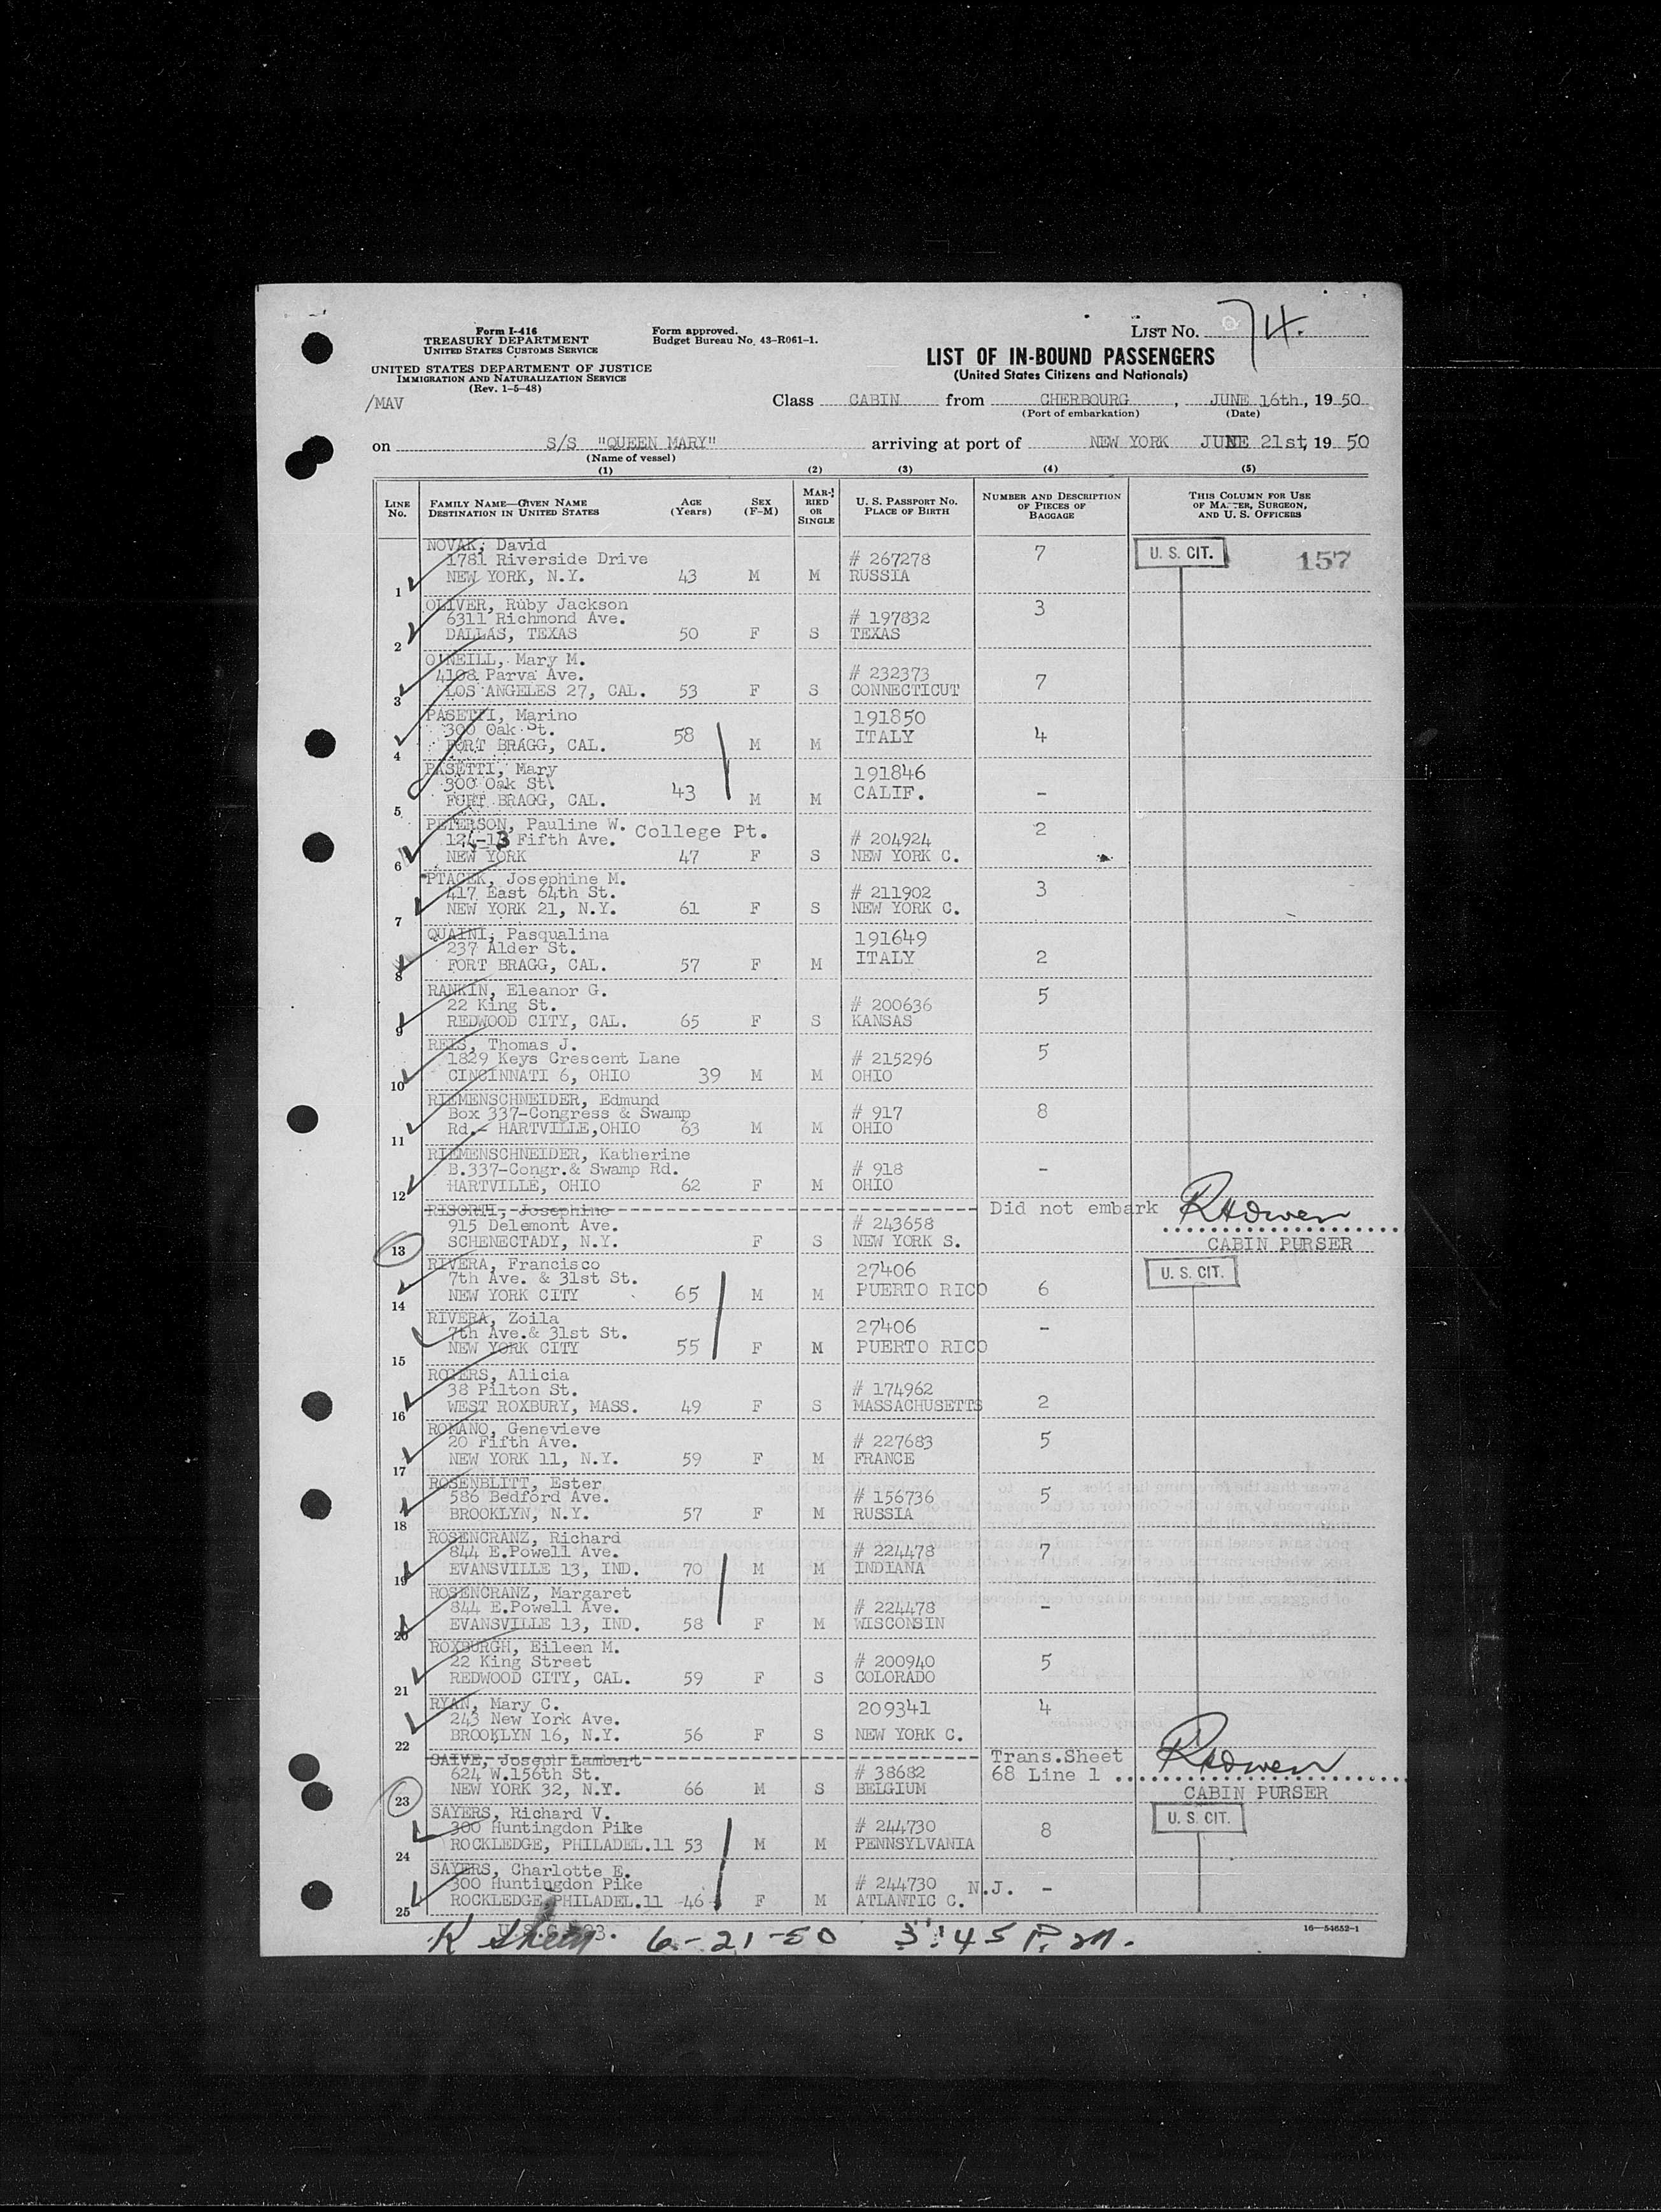 Form I-416
TREASURY DEPARTMENT
UNITED STATES CUSTOMS SERVICE
UNITED STATES DEPARTMENT OF JUSTICE
IMMIGRATION AND NATURALIZATION SERVICE
(Rev. 1-5-48)
/MAV
Form approved.
Budget Bureau No. 43-R061-1.
LIST NO. 74.
LIST OF IN-BOUND PASSENGERS
(United States Citizens and Nationals)
Class CABIN from CHERBOURG, JUNE 16th, 1950
(Port of embarkation) (Date)
on S/S "QUEEN MARY" arriving at port of NEW YORK JUNE 21st, 1950
(Name of vessel)
(1) (2) (3) (4) (5)
LINE No. FAMILY NAME—GIVEN NAME DESTINATION IN UNITED STATES AGE (Years) SEX (F-M) MARRIED OR SINGLE U. S. PASSPORT NO. PLACE OF BIRTH NUMBER AND DESCRIPTION OF PIECES OF BAGGAGE THIS COLUMN FOR USE OF MASTER, SURGEON, AND U. S. OFFICERS
NOVAK, David
1781 Riverside Drive # 267278 7 U. S. CIT. 157
NEW YORK, N.Y. 43 M M RUSSIA
1
OLIVER, Ruby Jackson 3
6311 Richmond Ave. # 197832
DALLAS, TEXAS 50 F S TEXAS
2
O'NEILL, Mary M.
4108 Parva Ave. # 232373 7
LOS ANGELES 27, CAL. 53 F S CONNECTICUT
3
PASETTI, Marino 191850
300 Oak St. 58 ITALY 4
FORT BRAGG, CAL. M M
4
PASETTI, Mary 191846
300 Oak St. 43 CALIF. -
FORT BRAGG, CAL. M M
5
PETERSON, Pauline W. College Pt. 2
124-13 Fifth Ave. # 204924
NEW YORK 47 F S NEW YORK C.
6
PTACEK, Josephine M. 3
417 East 64th St. # 211902
NEW YORK 21, N.Y. 61 F S NEW YORK C.
7
QUAINI, Pasqualina 191649
237 Alder St. ITALY 2
FORT BRAGG, CAL. 57 F M
8
RANKIN, Eleanor G. 5
22 King St. # 200636
REDWOOD CITY, CAL. 65 F S KANSAS
9
REIS, Thomas J. 5
1829 Keys Crescent Lane # 215296
CINCINNATI 6, OHIO 39 M M OHIO
10
RIEMENSCHNEIDER, Edmund
Box 337-Congress & Swamp # 917 8
Rd.- HARTVILLE,OHIO 63 M M OHIO
11
RIEMENSCHNEIDER, Katherine
B.337-Congr.& Swamp Rd. # 918 -
HARTVILLE, OHIO 62 F M OHIO
12
RISORTI, Josephine Did not embark RHOwen
915 Delemont Ave. # 243658
SCHENECTADY, N.Y. F S NEW YORK S. CABIN PURSER
13
RIVERA, Francisco 27406 U. S. CIT.
7th Ave. & 31st St. PUERTO RICO 6
NEW YORK CITY 65 M M
14
RIVERA, Zoila 27406 -
7th Ave.& 31st St. PUERTO RICO
NEW YORK CITY 55 F M
15
ROGERS, Alicia
38 Pilton St. # 174962
WEST ROXBURY, MASS. 49 F S MASSACHUSETTS 2
16
ROMANO, Genevieve
20 Fifth Ave. # 227683 5
NEW YORK 11, N.Y. 59 F M FRANCE
17
ROSENBLITT, Ester
586 Bedford Ave. # 156736 5
BROOKLYN, N.Y. 57 F M RUSSIA
18
ROSENCRANZ, Richard
844 E.Powell Ave. # 224478 7
EVANSVILLE 13, IND. 70 M M INDIANA
19
ROSENCRANZ, Margaret
844 E.Powell Ave. # 224478 -
EVANSVILLE 13, IND. 58 F M WISCONSIN
20
ROXBURGH, Eileen M.
22 King Street # 200940 5
REDWOOD CITY, CAL. 59 F S COLORADO
21
RYAN, Mary C. 209341 4
243 New York Ave.
BROOKLYN 16, N.Y. 56 F S NEW YORK C.
22
SAIVE, Joseph Lambert Trans.Sheet RHOwen
624 W.156th St. # 38682 68 Line 1
NEW YORK 32, N.Y. 66 M S BELGIUM CABIN PURSER
23
SAYERS, Richard V. U. S. CIT.
300 Huntingdon Pike # 244730 8
ROCKLEDGE, PHILADEL.11 53 M M PENNSYLVANIA
24
SAYERS, Charlotte E.
300 Huntingdon Pike # 244730 N.J. -
ROCKLEDGE,PHILADEL.11 46 F M ATLANTIC C.
25
6-21-50 3:45 P.M.
16—54652-1